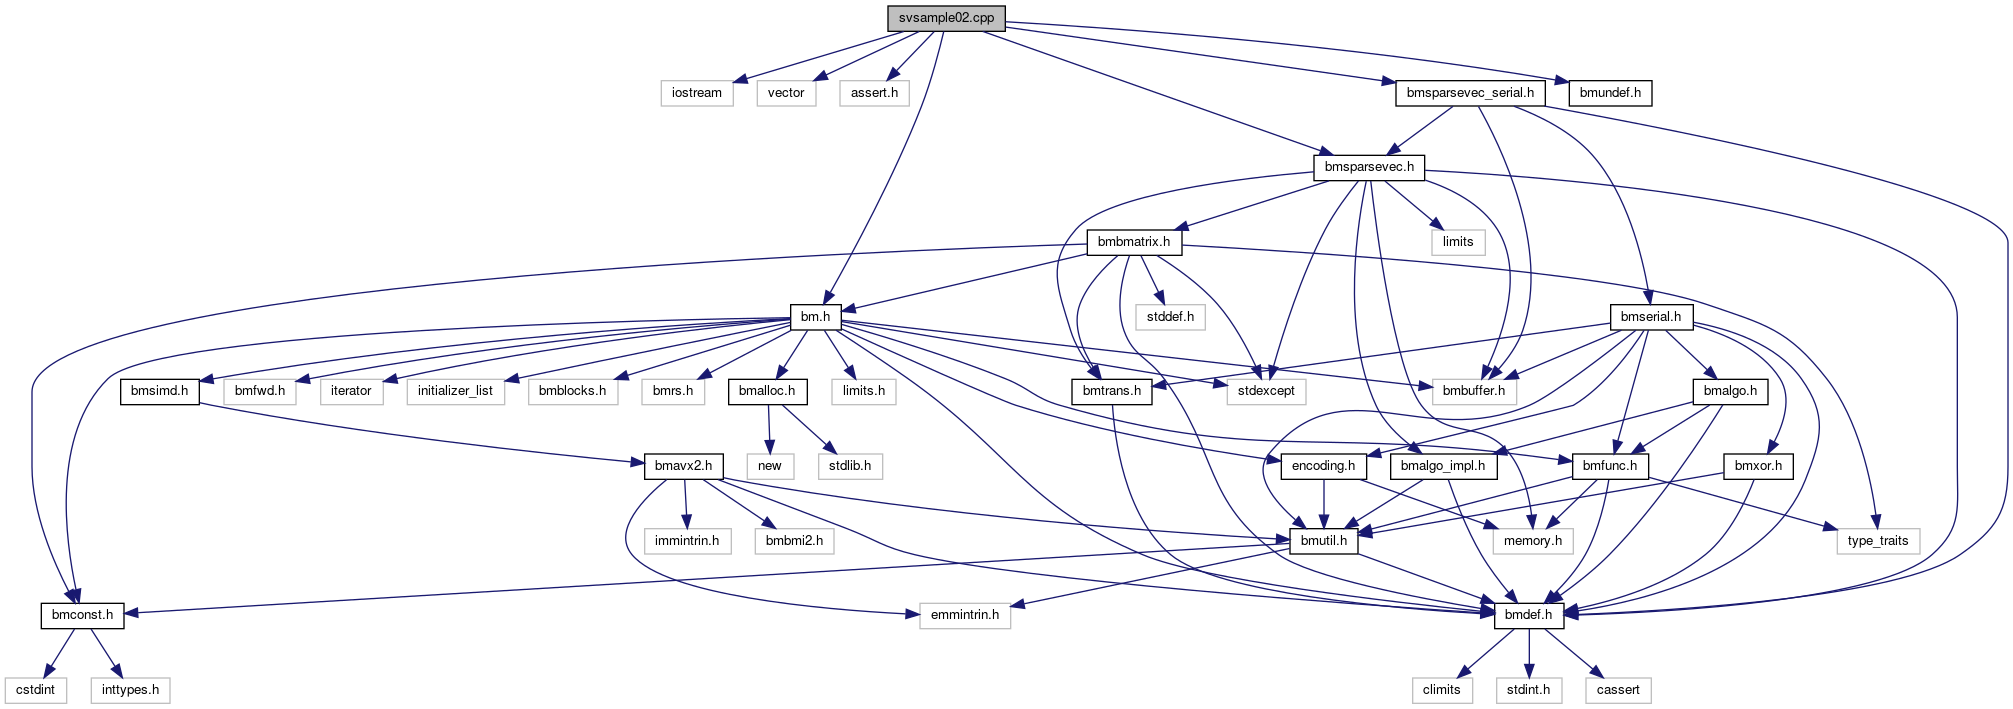 svsample02.cpp
iostream
vector
assert.h
bmsparsevec_serial.h
bmundef.h
bmsparsevec.h
bmbmatrix.h
limits
bm.h
stddef.h
bmserial.h
bmsimd.h
bmfwd.h
iterator
initializer_list
bmblocks.h
bmrs.h
bmalloc.h
limits.h
bmtrans.h
stdexcept
bmbuffer.h
bmalgo.h
bmavx2.h
new
stdlib.h
encoding.h
bmalgo_impl.h
bmfunc.h
bmxor.h
immintrin.h
bmbmi2.h
bmutil.h
memory.h
type_traits
bmconst.h
emmintrin.h
bmdef.h
cstdint
inttypes.h
climits
stdint.h
cassert